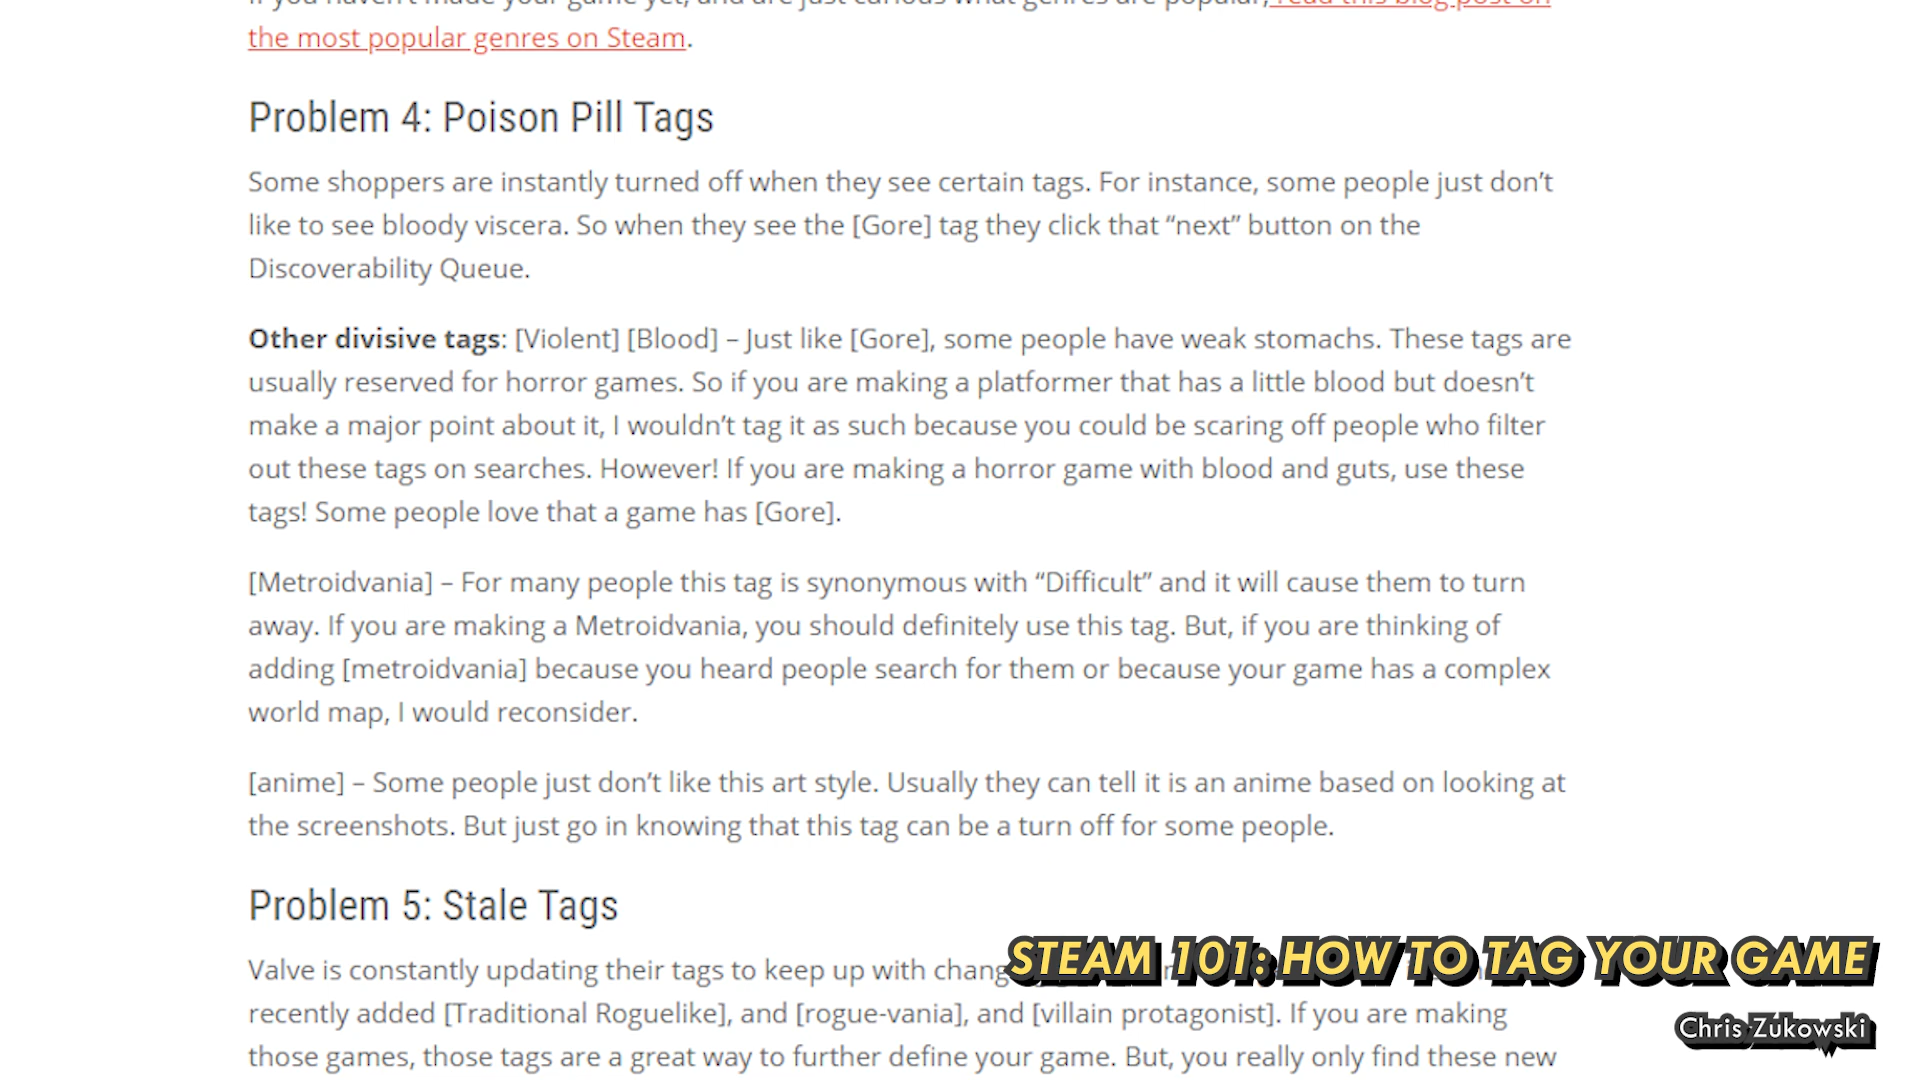 the most popular genres on Steam.
Problem 4: Poison Pill Tags
Some shoppers are instantly turned off when they see certain tags. For instance, some people just don’t
like to see bloody viscera. So when they see the [Gore] tag they click that “next” button on the
Discoverability Queue.
Other divisive tags: [Violent] [Blood] – Just like [Gore], some people have weak stomachs. These tags are
usually reserved for horror games. So if you are making a platformer that has a little blood but doesn’t
make a major point about it, I wouldn’t tag it as such because you could be scaring off people who filter
out these tags on searches. However! If you are making a horror game with blood and guts, use these
tags! Some people love that a game has [Gore].
[Metroidvania] – For many people this tag is synonymous with “Difficult” and it will cause them to turn
away. If you are making a Metroidvania, you should definitely use this tag. But, if you are thinking of
adding [metroidvania] because you heard people search for them or because your game has a complex
world map, I would reconsider.
[anime] – Some people just don’t like this art style. Usually they can tell it is an anime based on looking at
the screenshots. But just go in knowing that this tag can be a turn off for some people.
Problem 5: Stale Tags
Valve is constantly updating their tags to keep up with
STEAM 101: HOW TO TAG YOUR GAME
recently added [Traditional Roguelike], and [rogue-vania], and [villain protagonist]. If you are making
Chris Zukowski
those games, those tags are a great way to further define your game. But, you really only find these new